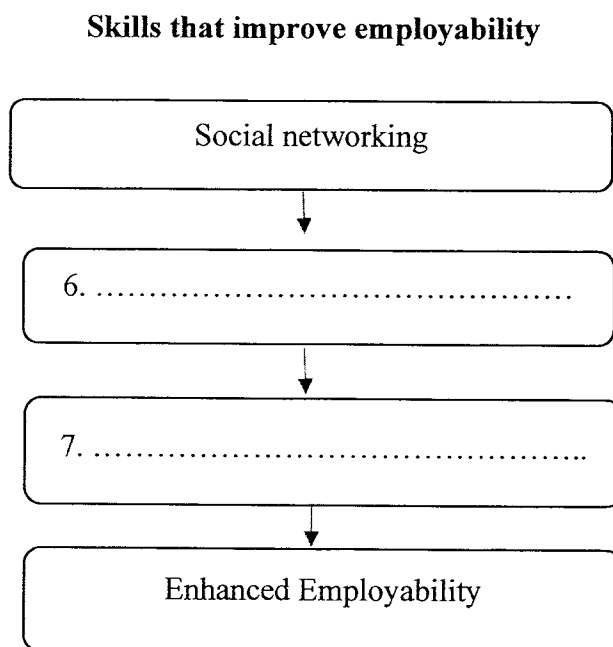 Skills that improve employability
Social networking
6. ………………………………………
7. ………………………………………..
Enhanced Employability